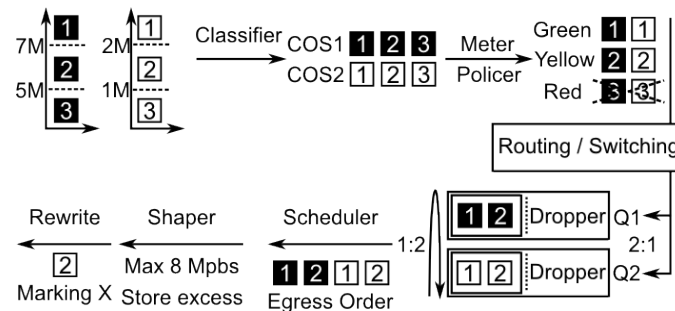 7M
5M
1
2
3
2M
1M
1
2
3
Classifier
COS1 1 2 3
COS2 1 2 3
Meter
Policer
Green 1 1
Yellow 2 2
Red 3 3
Routing / Switching
1 2 Dropper Q1
1:2
2:1
1 2 Dropper Q2
Scheduler
1 2 1 2
Egress Order
Shaper
Max 8 Mpbs
Store excess
Rewrite
2
Marking X